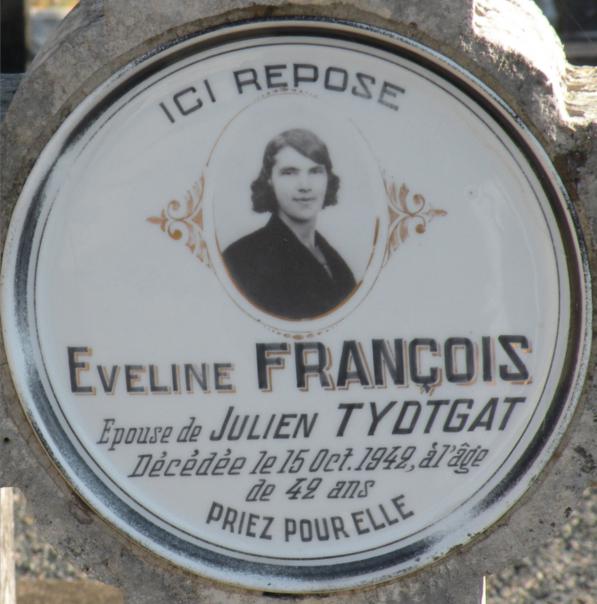 ICI REPOSE
EVELINE FRANÇOIS
Epouse de JULIEN TYDTGAT
Décédée le 15 Oct. 1942, à l'âge
de 42 ans
PRIEZ POUR ELLE